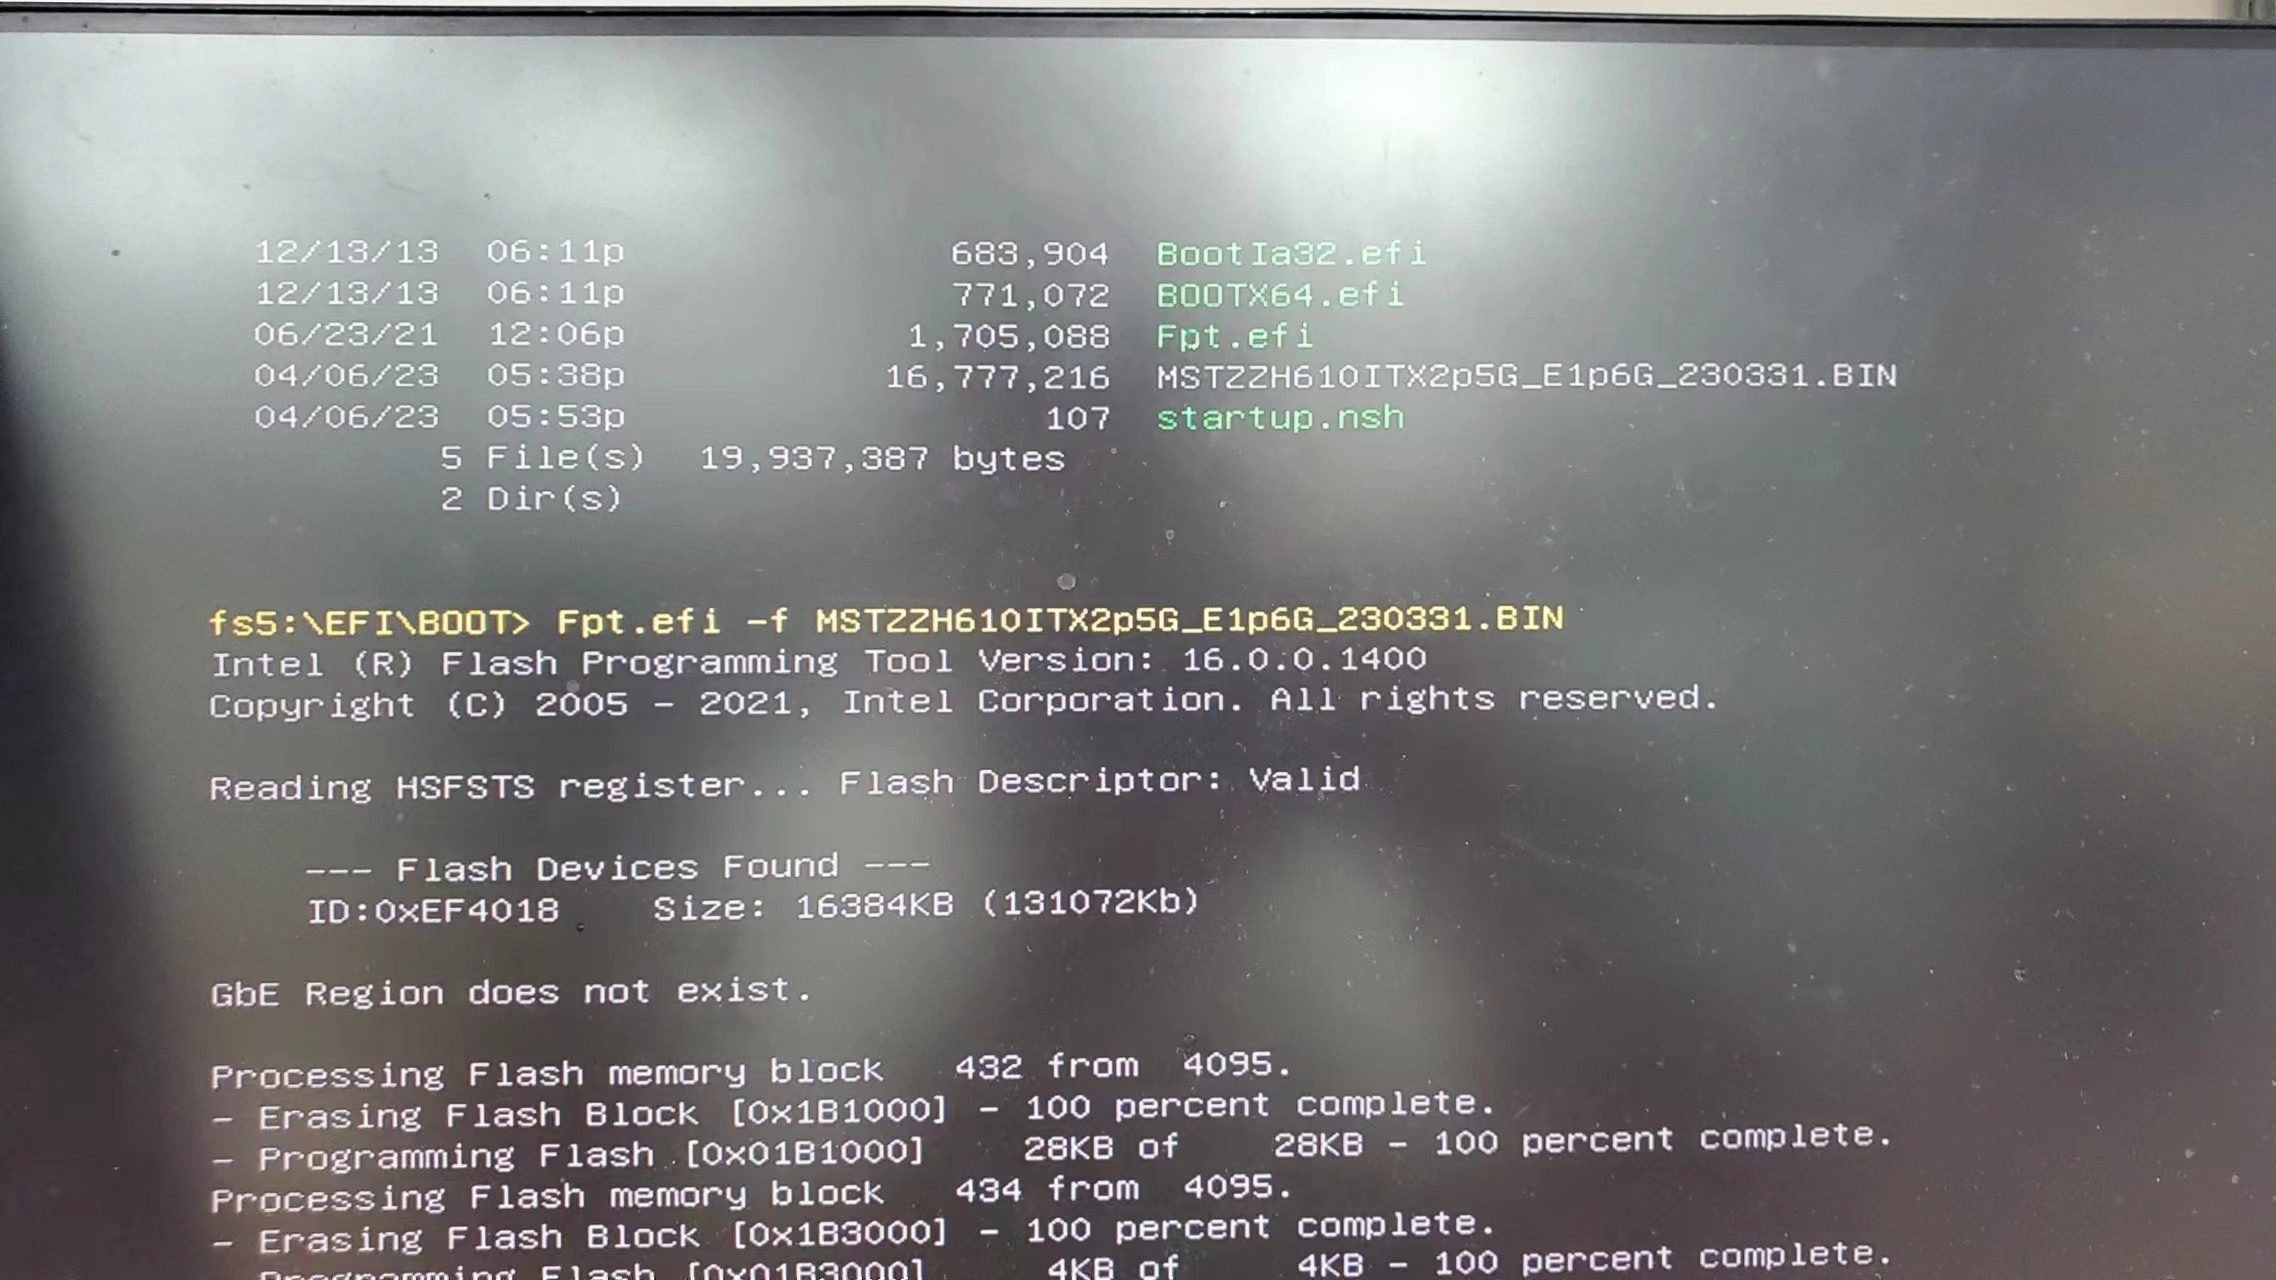 12/13/13 06:11p 683,904 BootIa32.efi
12/13/13 06:11p 771,072 BOOTX64.efi
06/23/21 12:06p 1,705,088 Fpt.efi
04/06/23 05:38p 16,777,216 MSTZZH610ITX2p5G_E1p6G_230331.BIN
04/06/23 05:53p 107 startup.nsh
5 File(s) 19,937,387 bytes
2 Dir(s)
fs5:\EFI\BOOT> Fpt.efi -f MSTZZH610ITX2p5G_E1p6G_230331.BIN
Intel (R) Flash Programming Tool Version: 16.0.0.1400
Copyright (C) 2005 - 2021, Intel Corporation. All rights reserved.
Reading HSFSTS register... Flash Descriptor: Valid
--- Flash Devices Found ---
ID:0xEF4018 Size: 16384KB (131072Kb)
GbE Region does not exist.
Processing Flash memory block 432 from 4095.
- Erasing Flash Block [0x1B1000] - 100 percent complete.
- Programming Flash [0x01B1000] 28KB of 28KB - 100 percent complete.
Processing Flash memory block 434 from 4095.
- Erasing Flash Block [0x1B3000] - 100 percent complete.
- Programming Flash [0x01B3000] 4KB of 4KB - 100 percent complete.